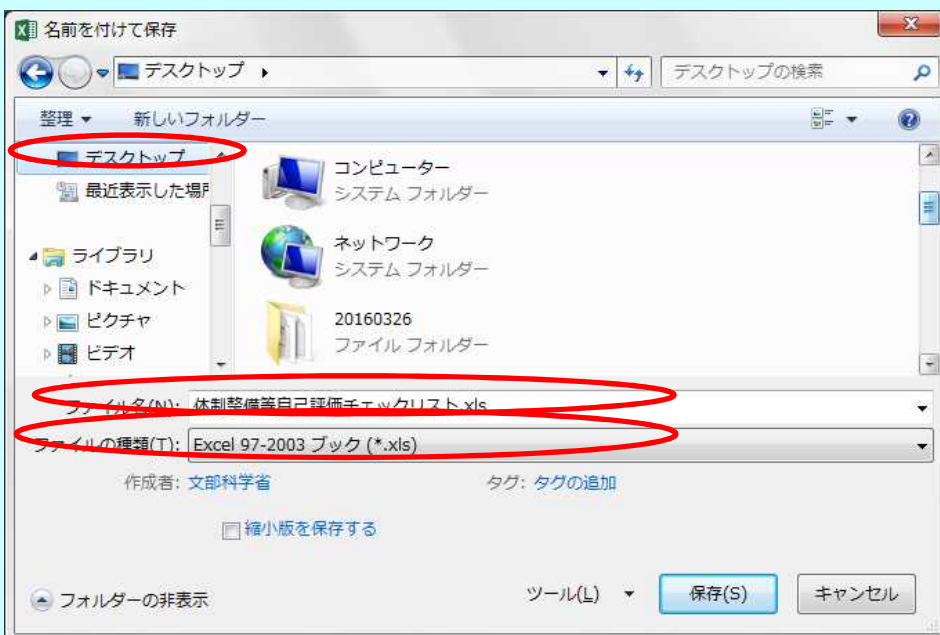 名前を付けて保存
デスクトップ
デスクトップの検索
整理 新しいフォルダー
デスクトップ
最近表示した場所
ライブラリ
ドキュメント
ピクチャ
ビデオ
コンピューター
システム フォルダー
ネットワーク
システム フォルダー
20160326
ファイル フォルダー
ファイル名(N): 体制整備等自己評価チェックリスト.xls
ファイルの種類(T): Excel 97-2003 ブック (*.xls)
作成者: 文部科学省 タグ: タグの追加
縮小版を保存する
フォルダーの非表示 ツール(L) 保存(S) キャンセル